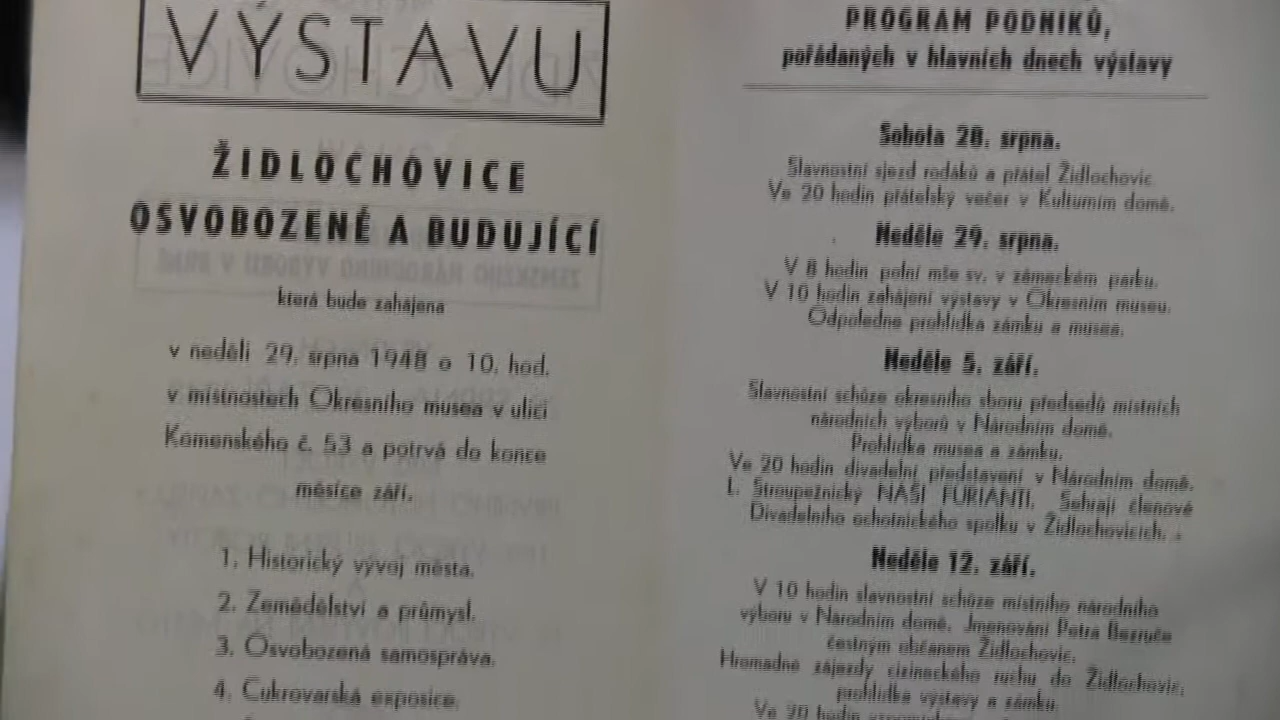 VÝSTAVU
ŽIDLOCHOVICE
OSVOBOZENÉ A BUDUJÍCÍ
která bude zahájena
v neděli 29. srpna 1948 o 10. hod.
v místnostech Okresního musea v ulici
Komenského č. 53 a potrvá do konce
měsíce září.
1. Historický vývoj města.
2. Zemědělství a průmysl.
3. Osvobozená samospráva.
4. Cukrovarská exposice.
PROGRAM PODNIKŮ,
pořádaných v hlavních dnech výstavy
Sobota 28. srpna.
Slavnostní sjezd rodáků a přátel Židlochovic.
Ve 20 hodin přátelský večer v Kulturním domě.
Neděle 29. srpna.
V 8 hodin polní mše sv. v zámeckém parku.
V 10 hodin zahájení výstavy v Okresním museu.
Odpoledne prohlídka zámku a musea.
Neděle 5. září.
Slavnostní schůze okresního sboru předsedů místních
národních výborů v Národním domě.
Prohlídka musea a zámku.
Ve 20 hodin divadelní představení v Národním domě.
L. Stroupežnický NAŠI FURIANTI. Sehrají členové
Divadelního ochotnického spolku v Židlochovicích.
Neděle 12. září.
V 10 hodin slavnostní schůze místního národního
výboru v Národním domě. Jmenování Petra Bezruče
čestným občanem Židlochovic.
Hromadné zájezdy cizineckého ruchu do Židlochovic,
prohlídka výstavy a zámku.
Ve 20 hodin